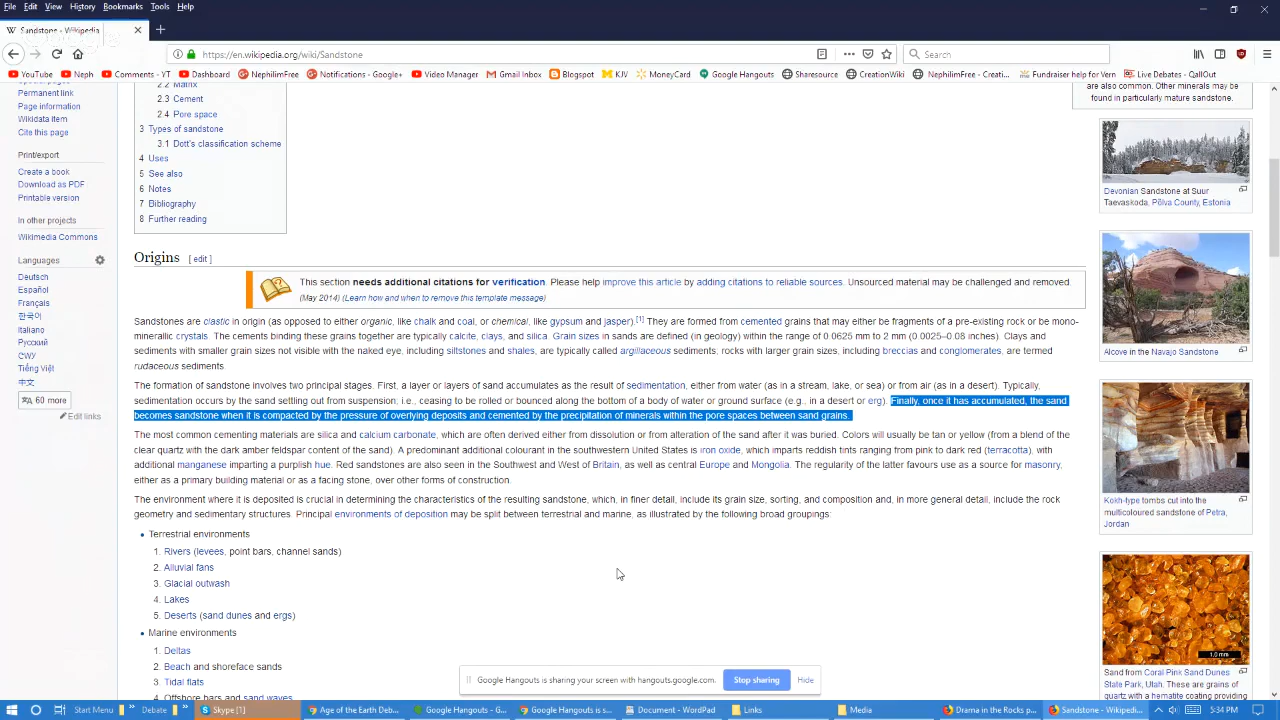 File Edit View History Bookmarks Tools Help
W Sandstone - Wikipedia
https://en.wikipedia.org/wiki/Sandstone
Search
YouTube Neph Comments - YT Dashboard NephilimFree Notifications - Google+ Video Manager Gmail Inbox Blogspot KJV MoneyCard Google Hangouts Sharesource CreationWiki NephilimFree - Creati... Fundraiser help for Vern Live Debates - QallOut
Permanent link
Page information
Wikidata item
Cite this page
Print/export
Create a book
Download as PDF
Printable version
In other projects
Wikimedia Commons
Languages
Deutsch
Español
Français
한국어
Italiano
Русский
Tiếng Việt
中文
60 more
Edit links
2.2 Matrix
2.3 Cement
2.4 Pore space
3 Types of sandstone
3.1 Dott's classification scheme
4 Uses
5 See also
6 Notes
7 Bibliography
8 Further reading
Origins [ edit ]
This section needs additional citations for verification. Please help improve this article by adding citations to reliable sources. Unsourced material may be challenged and removed.
(May 2014) (Learn how and when to remove this template message)
Sandstones are clastic in origin (as opposed to either organic, like chalk and coal, or chemical, like gypsum and jasper).[1] They are formed from cemented grains that may either be fragments of a pre-existing rock or be mono-
minerallic crystals. The cements binding these grains together are typically calcite, clays, and silica. Grain sizes in sands are defined (in geology) within the range of 0.0625 mm to 2 mm (0.0025–0.08 inches). Clays and
sediments with smaller grain sizes not visible with the naked eye, including siltstones and shales, are typically called argillaceous sediments; rocks with larger grain sizes, including breccias and conglomerates, are termed
rudaceous sediments.
The formation of sandstone involves two principal stages. First, a layer or layers of sand accumulates as the result of sedimentation, either from water (as in a stream, lake, or sea) or from air (as in a desert). Typically,
sedimentation occurs by the sand settling out from suspension; i.e., ceasing to be rolled or bounced along the bottom of a body of water or ground surface (e.g., in a desert or erg). Finally, once it has accumulated, the sand
becomes sandstone when it is compacted by the pressure of overlying deposits and cemented by the precipitation of minerals within the pore spaces between sand grains.
The most common cementing materials are silica and calcium carbonate, which are often derived either from dissolution or from alteration of the sand after it was buried. Colors will usually be tan or yellow (from a blend of the
clear quartz with the dark amber feldspar content of the sand). A predominant additional colourant in the southwestern United States is iron oxide, which imparts reddish tints ranging from pink to dark red (terracotta), with
additional manganese imparting a purplish hue. Red sandstones are also seen in the Southwest and West of Britain, as well as central Europe and Mongolia. The regularity of the latter favours use as a source for masonry,
either as a primary building material or as a facing stone, over other forms of construction.
The environment where it is deposited is crucial in determining the characteristics of the resulting sandstone, which, in finer detail, include its grain size, sorting, and composition and, in more general detail, include the rock
geometry and sedimentary structures. Principal environments of deposition may be split between terrestrial and marine, as illustrated by the following broad groupings:
• Terrestrial environments
1. Rivers (levees, point bars, channel sands)
2. Alluvial fans
3. Glacial outwash
4. Lakes
5. Deserts (sand dunes and ergs)
• Marine environments
1. Deltas
2. Beach and shoreface sands
3. Tidal flats
4. Offshore bars and sand waves
are also common. Other minerals may be
found in particularly mature sandstone.
Devonian Sandstone at Suur
Taevaskoda, Põlva County, Estonia
Alcove in the Navajo Sandstone
Kokh-type tombs cut into the
multicoloured sandstone of Petra,
Jordan
1.0 mm
Sand from Coral Pink Sand Dunes
State Park, Utah. These are grains of
quartz with a hematite coating providing
Google Hangouts is sharing your screen with hangouts.google.com. Stop sharing Hide
Start Menu Debate Skype [1] Age of the Earth Deb... Google Hangouts - G... Google Hangouts is s... Document - WordPad Links Media Drama in the Rocks p... Sandstone - Wikipedi... 5:34 PM